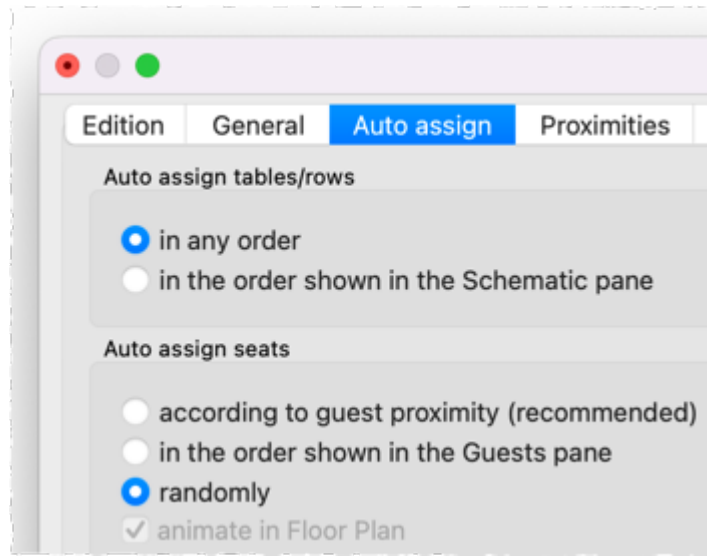 Edition General Auto assign Proximities
Auto assign tables/rows
in any order
in the order shown in the Schematic pane
Auto assign seats
according to guest proximity (recommended)
in the order shown in the Guests pane
randomly
animate in Floor Plan